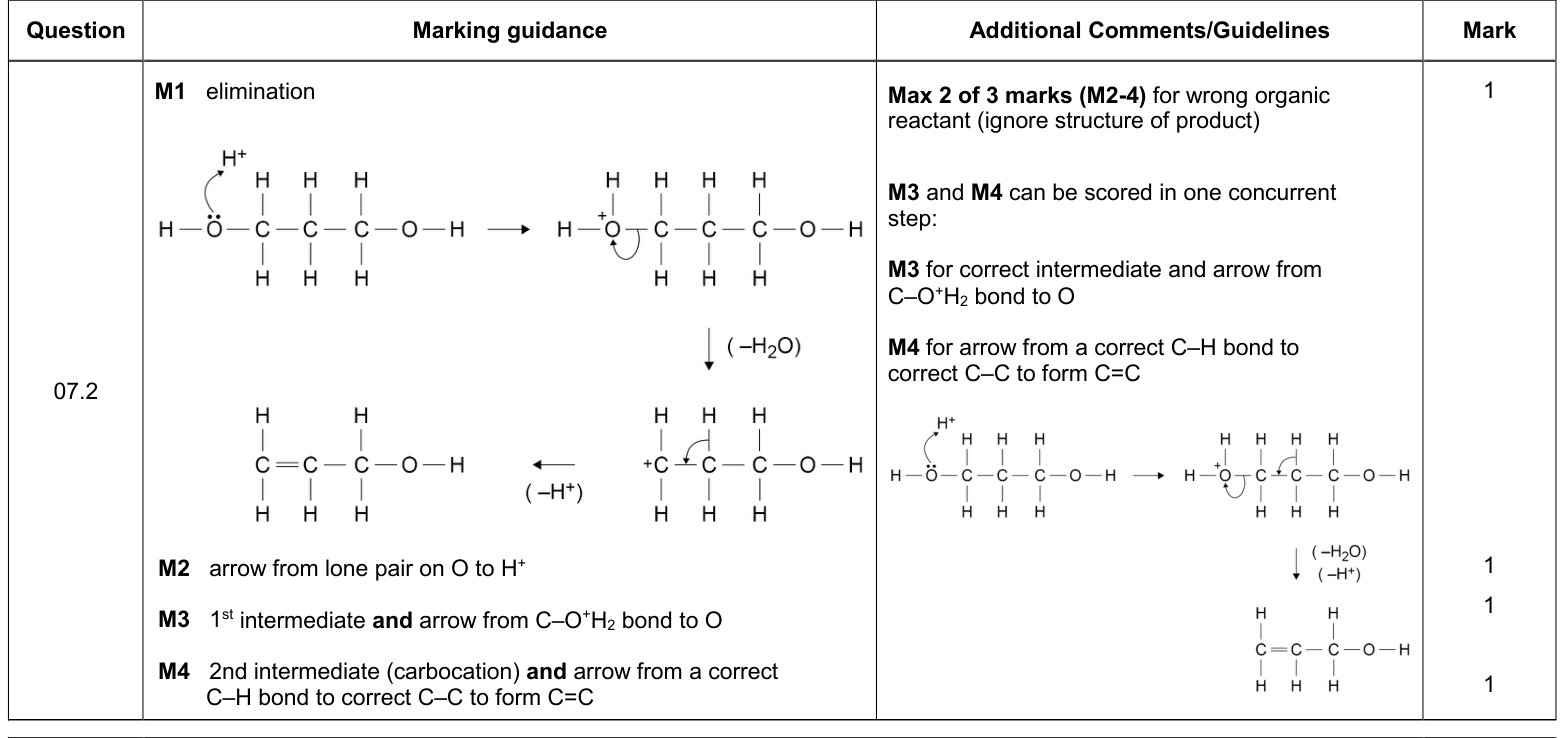 Question Marking guidance Additional Comments/Guidelines Mark
07.2
M1 elimination
H⁺
H H H
H—Ö—C—C—C—O—H
H H H
H H H H
H—O⁺—C—C—C—O—H
H H H
(–H₂O)
H H H
⁺C—C—C—O—H
H H H
(–H⁺)
H H
C=C—C—O—H
H H H
M2 arrow from lone pair on O to H⁺
M3 1st intermediate and arrow from C–O⁺H₂ bond to O
M4 2nd intermediate (carbocation) and arrow from a correct
C–H bond to correct C–C to form C=C
Max 2 of 3 marks (M2-4) for wrong organic
reactant (ignore structure of product)
M3 and M4 can be scored in one concurrent
step:
M3 for correct intermediate and arrow from
C–O⁺H₂ bond to O
M4 for arrow from a correct C–H bond to
correct C–C to form C=C
H⁺
H H H
H—Ö—C—C—C—O—H
H H H
H H H H
H—O⁺—C—C—C—O—H
H H H
(–H₂O)
(–H⁺)
H H
C=C—C—O—H
H H H
1
1
1
1